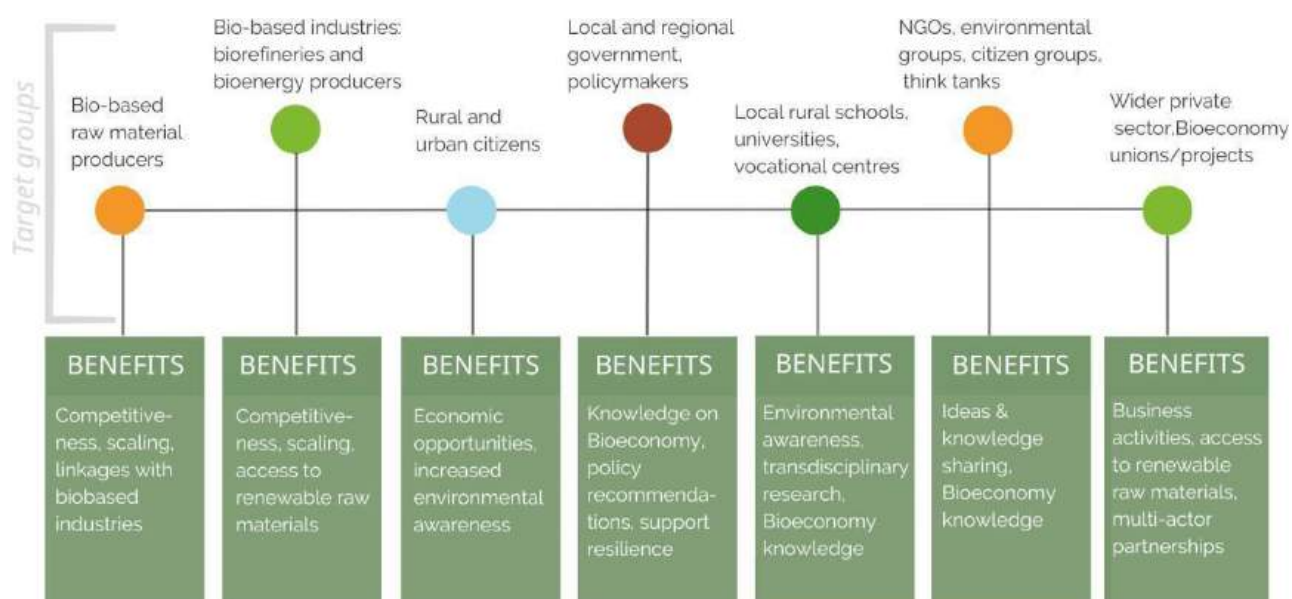 Target groups
Bio-based
raw material
producers
Bio-based industries:
biorefineries and
bioenergy producers
Rural and
urban citizens
Local and regional
government,
policymakers
Local rural schools,
universities,
vocational centres
NGOs, environmental
groups, citizen groups,
think tanks
Wider private
sector,Bioeconomy
unions/projects
BENEFITS
Competitive-
ness, scaling,
linkages with
biobased
industries
BENEFITS
Competitive-
ness, scaling,
access to
renewable raw
materials
BENEFITS
Economic
opportunities,
increased
environmental
awareness
BENEFITS
Knowledge on
Bioeconomy,
policy
recommenda-
tions, support
resilience
BENEFITS
Environmental
awareness,
transdisciplinary
research,
Bioeconomy
knowledge
BENEFITS
Ideas &
knowledge
sharing,
Bioeconomy
knowledge
BENEFITS
Business
activities, access
to renewable
raw materials,
multi-actor
partnerships